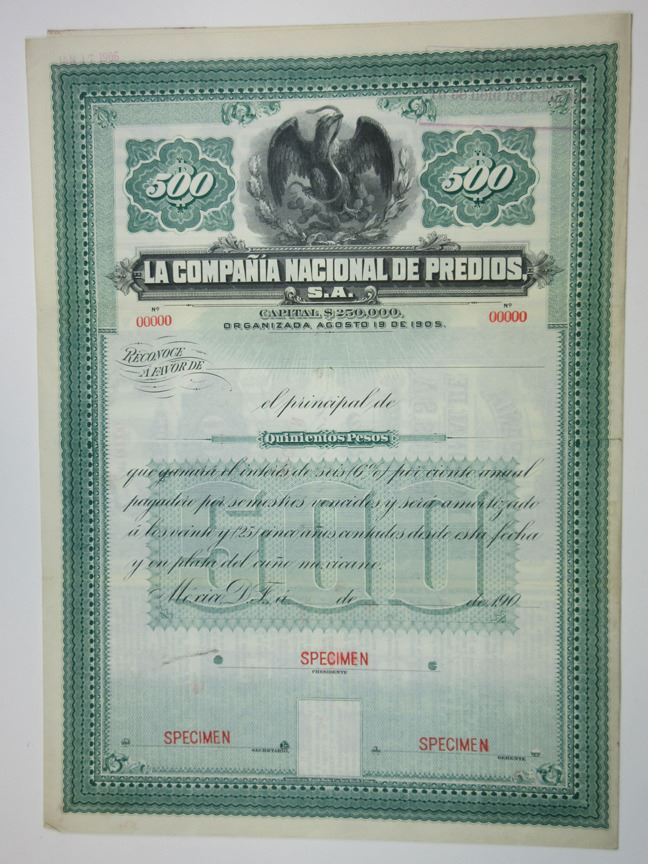 500
500
LA COMPAÑÍA NACIONAL DE PREDIOS,
S.A.
Nº
00000
CAPITAL, $250,000.
Nº
00000
ORGANIZADA, AGOSTO 19 DE 1905.
RECONOCE
A FAVOR DE
el principal de
Quinientos Pesos
que ganará el interés de seis (6%) por ciento anual
pagadero por semestres vencidos y será amortizado
á los veinte y (25) cinco años contados desde esta fecha
y en plata del cuño mexicano.
500
Mexico, D.F. á de de 190
SPECIMEN
PRESIDENTE
SPECIMEN
SECRETARIO.
SPECIMEN
GERENTE